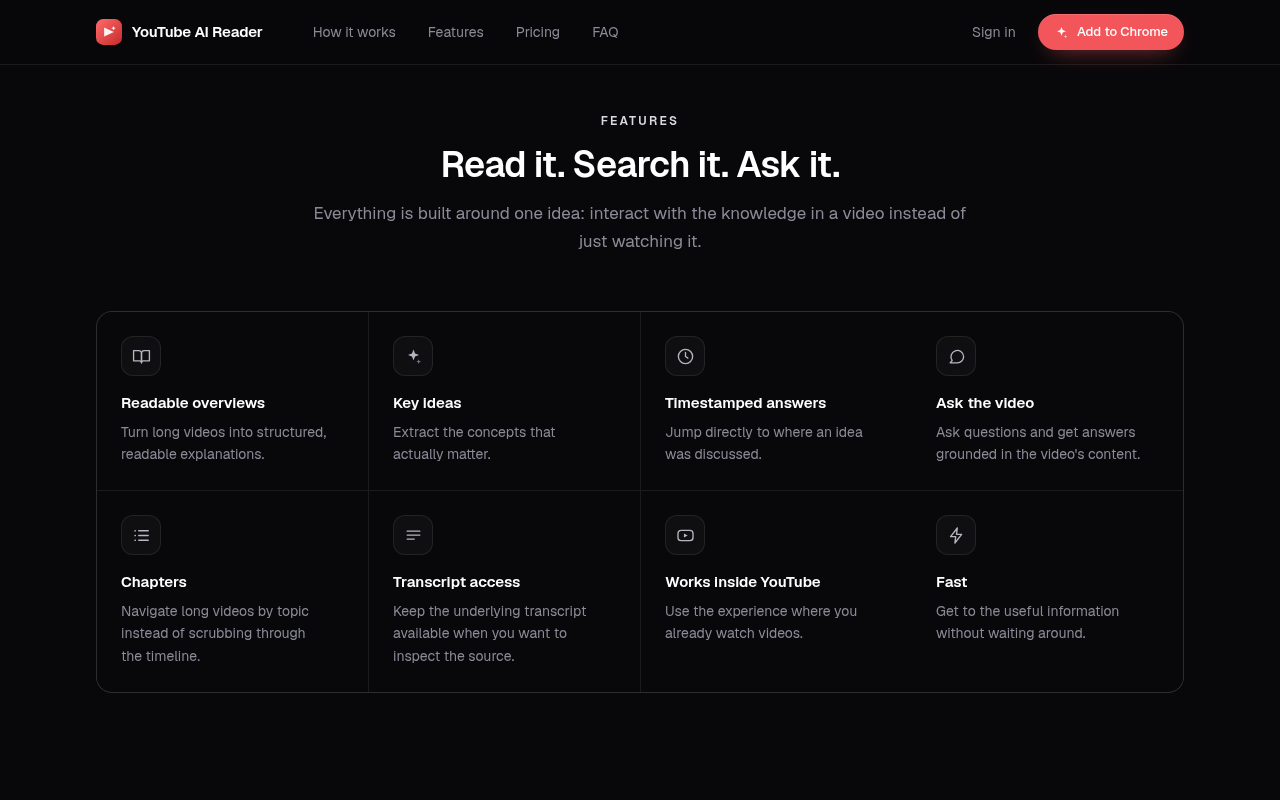 YouTube AI Reader
How it works
Features
Pricing
FAQ
Sign in
Add to Chrome
FEATURES
Read it. Search it. Ask it.
Everything is built around one idea: interact with the knowledge in a video instead of
just watching it.
Readable overviews
Turn long videos into structured,
readable explanations.
Key ideas
Extract the concepts that
actually matter.
Timestamped answers
Jump directly to where an idea
was discussed.
Ask the video
Ask questions and get answers
grounded in the video's content.
Chapters
Navigate long videos by topic
instead of scrubbing through
the timeline.
Transcript access
Keep the underlying transcript
available when you want to
inspect the source.
Works inside YouTube
Use the experience where you
already watch videos.
Fast
Get to the useful information
without waiting around.